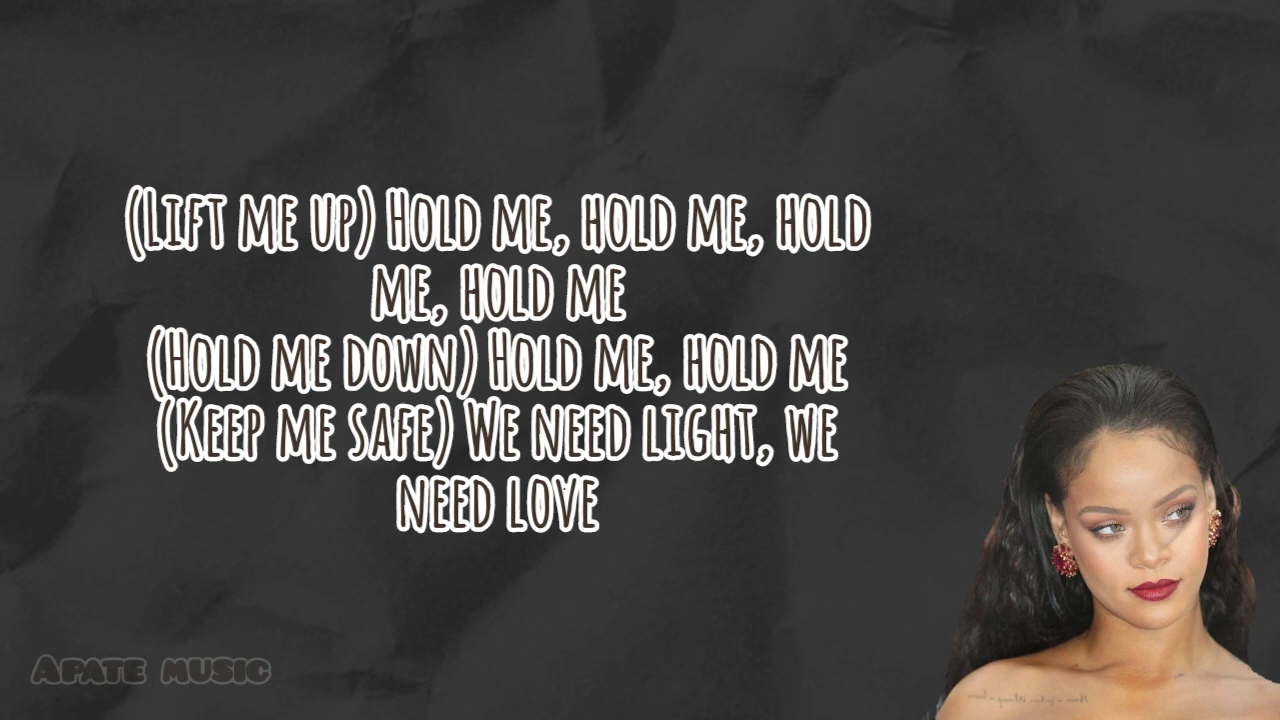 (Lift me up) Hold me, hold me, hold
me, hold me
(Hold me down) Hold me, hold me
(Keep me safe) We need light, we
need love
Apate music